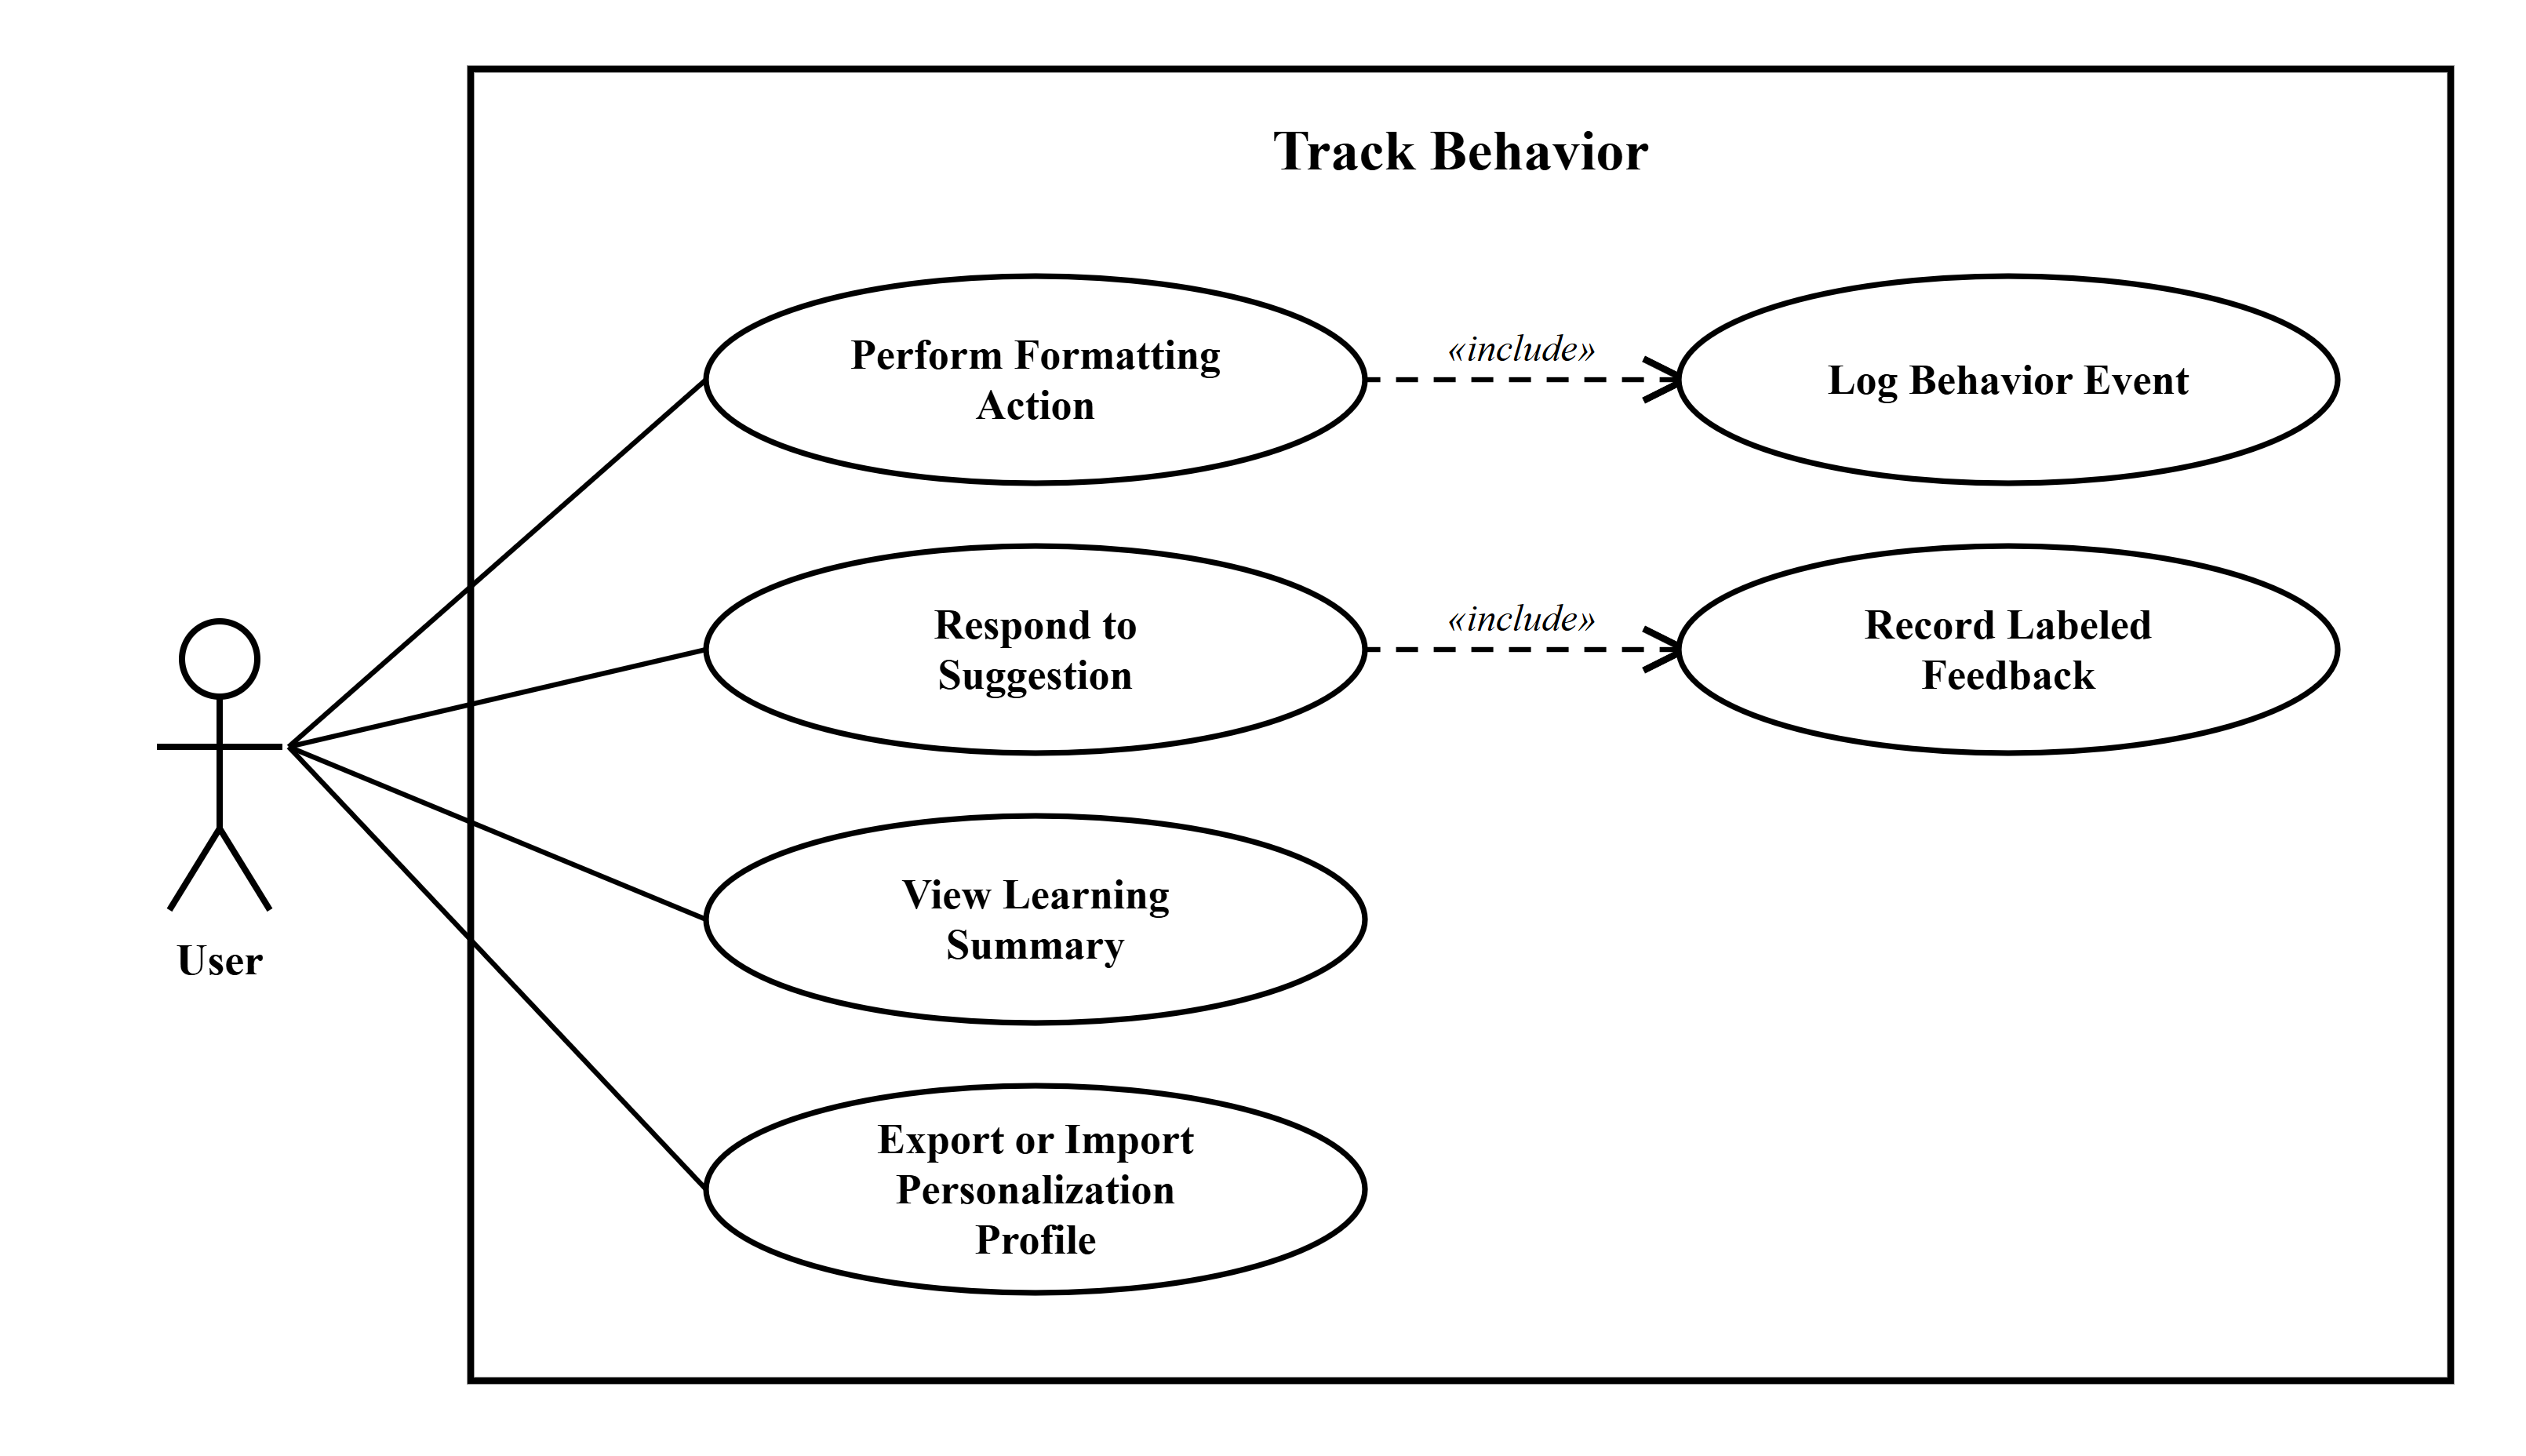 Track Behavior
Perform Formatting
Action
«include»
Log Behavior Event
Respond to
Suggestion
«include»
Record Labeled
Feedback
View Learning
Summary
User
Export or Import
Personalization
Profile